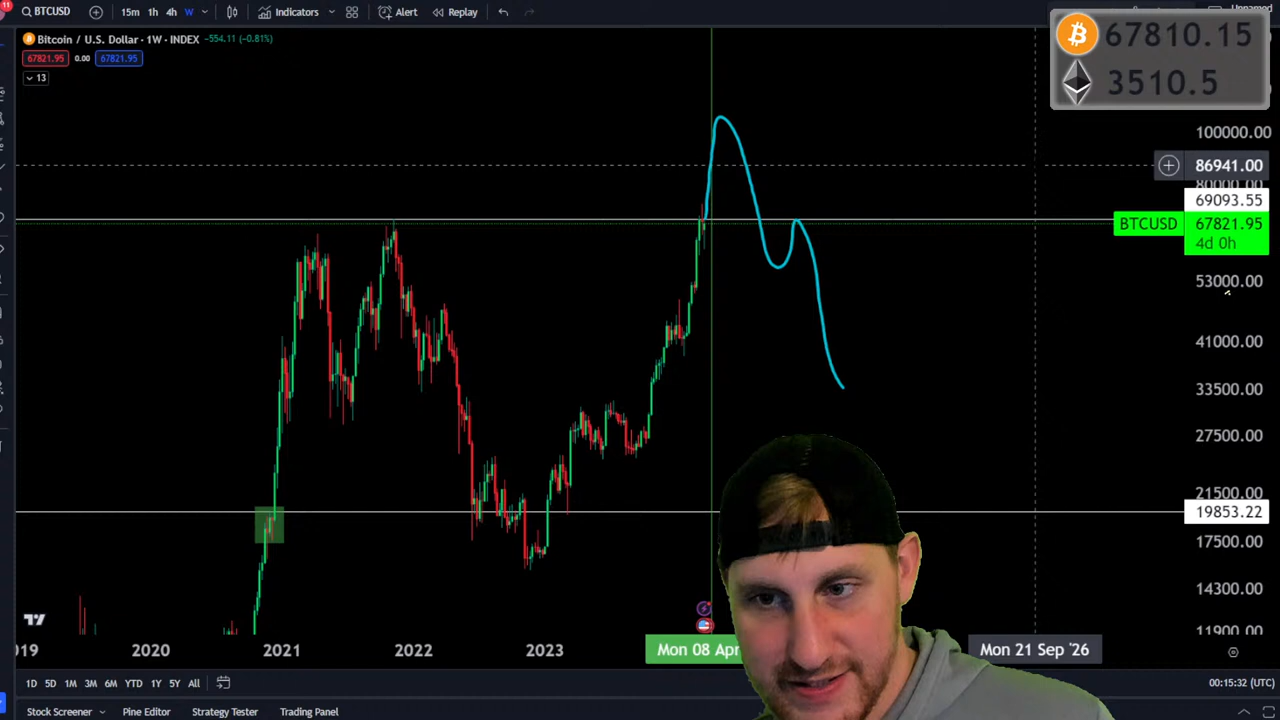 11
BTCUSD 15m 1h 4h W Indicators Alert Replay
Bitcoin / U.S. Dollar · 1W · INDEX −554.11 (−0.81%)
67821.95 0.00 67821.95
13
67810.15
3510.5
100000.00
86941.00
80000.00
69093.55
BTCUSD 67821.95
4d 0h
53000.00
41000.00
33500.00
27500.00
21500.00
19853.22
17500.00
14300.00
11900.00
019 2020 2021 2022 2023 Mon 08 Apr Mon 21 Sep '26
1D 5D 1M 3M 6M YTD 1Y 5Y All 00:15:32 (UTC)
Stock Screener Pine Editor Strategy Tester Trading Panel